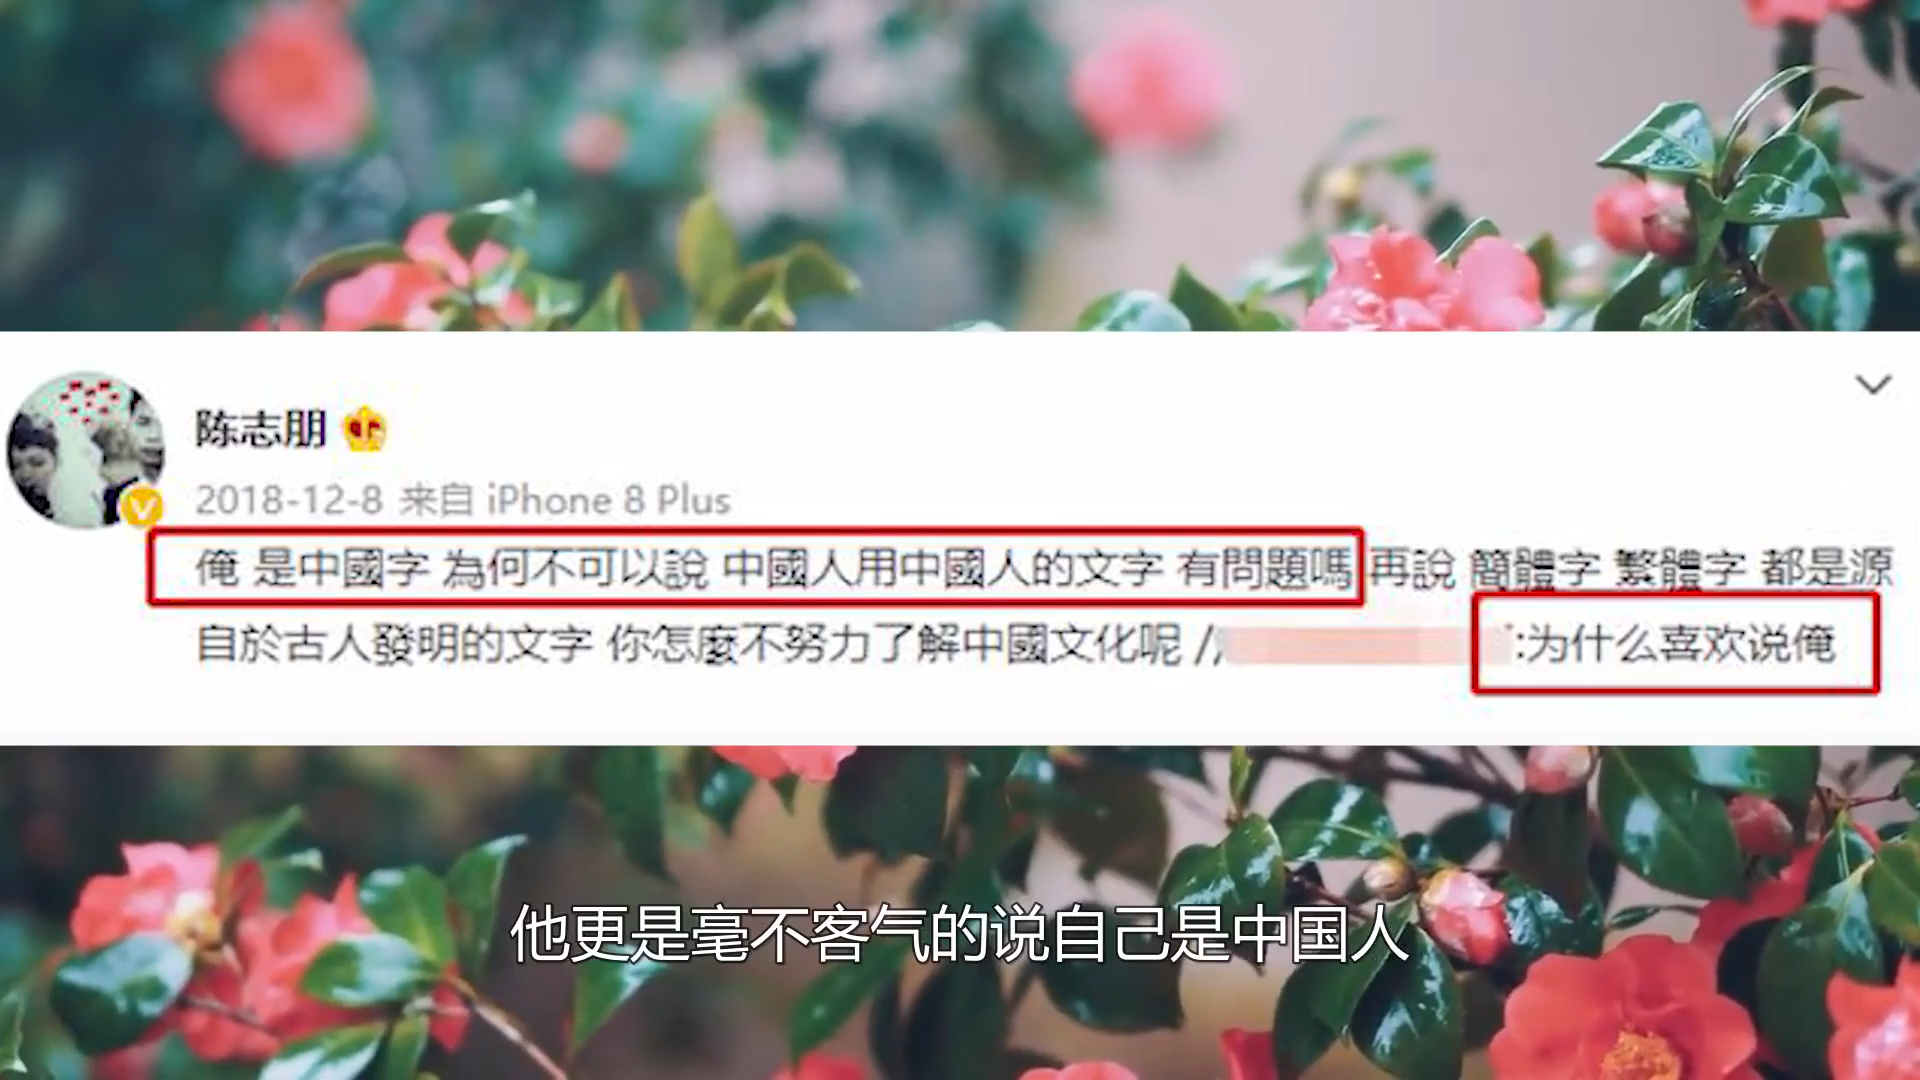 陈志朋
2018-12-8 来自 iPhone 8 Plus
俺 是中國字 為何不可以說 中國人用中國人的文字 有問題嗎 再說 簡體字 繁體字 都是源
自於古人發明的文字 你怎麼不努力了解中國文化呢 // :为什么喜欢说俺
他更是毫不客气的说自己是中国人